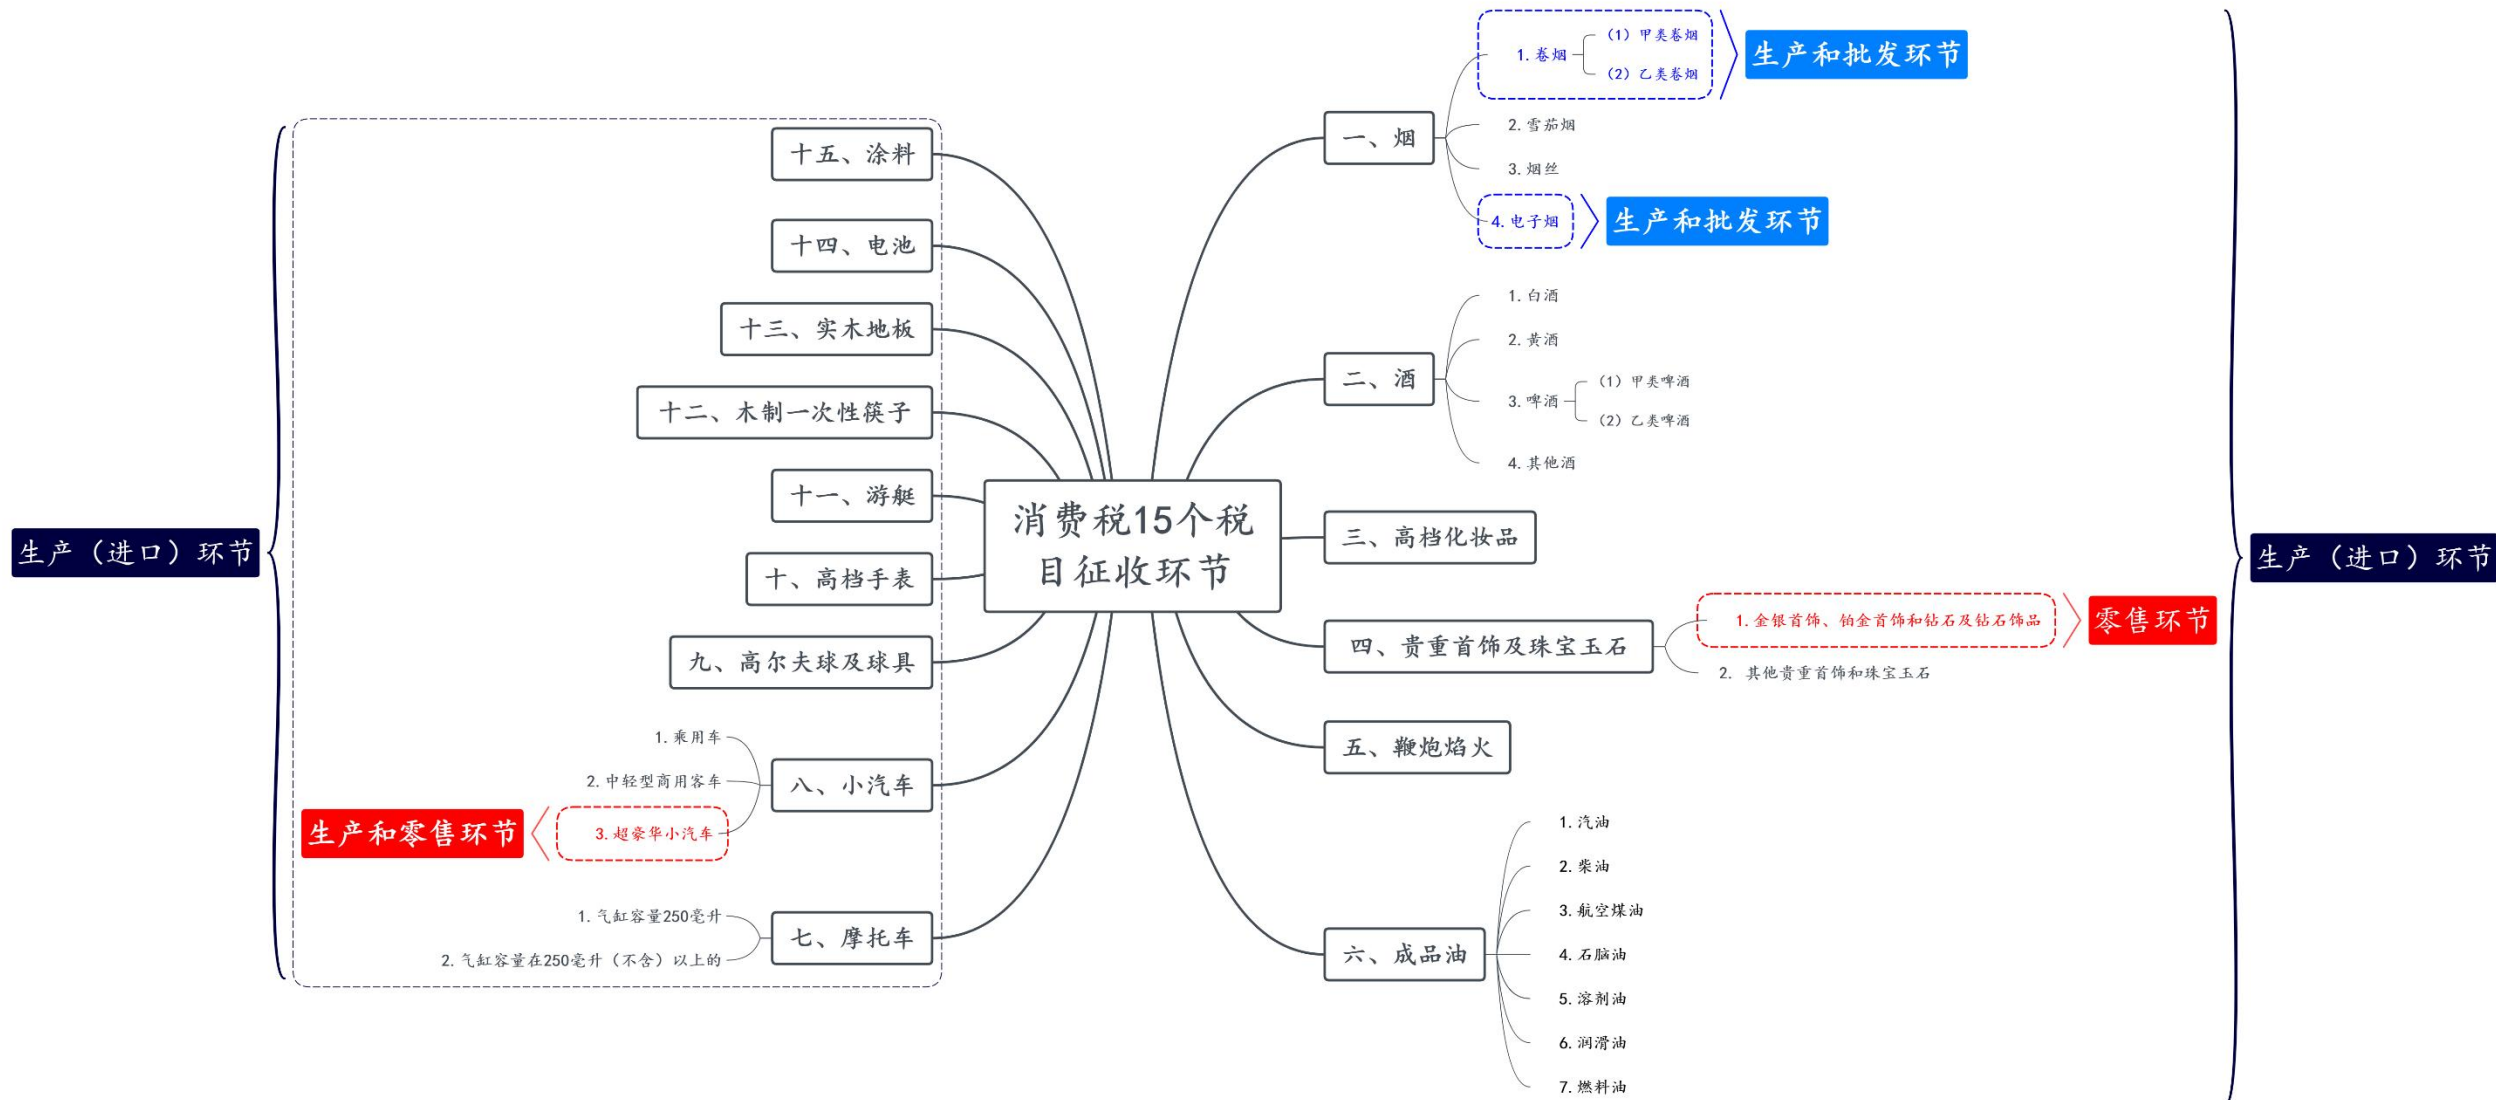 消费税15个税
目征收环节
一、烟
1.卷烟
（1）甲类卷烟
（2）乙类卷烟
生产和批发环节
2.雪茄烟
3.烟丝
4.电子烟
生产和批发环节
二、酒
1.白酒
2.黄酒
3.啤酒
（1）甲类啤酒
（2）乙类啤酒
4.其他酒
三、高档化妆品
四、贵重首饰及珠宝玉石
1.金银首饰、铂金首饰和钻石及钻石饰品
零售环节
2. 其他贵重首饰和珠宝玉石
五、鞭炮焰火
六、成品油
1.汽油
2.柴油
3.航空煤油
4.石脑油
5.溶剂油
6.润滑油
7.燃料油
生产（进口）环节
十五、涂料
十四、电池
十三、实木地板
十二、木制一次性筷子
十一、游艇
十、高档手表
九、高尔夫球及球具
八、小汽车
1.乘用车
2.中轻型商用客车
3.超豪华小汽车
生产和零售环节
七、摩托车
1.气缸容量250毫升
2.气缸容量在250毫升（不含）以上的
生产（进口）环节